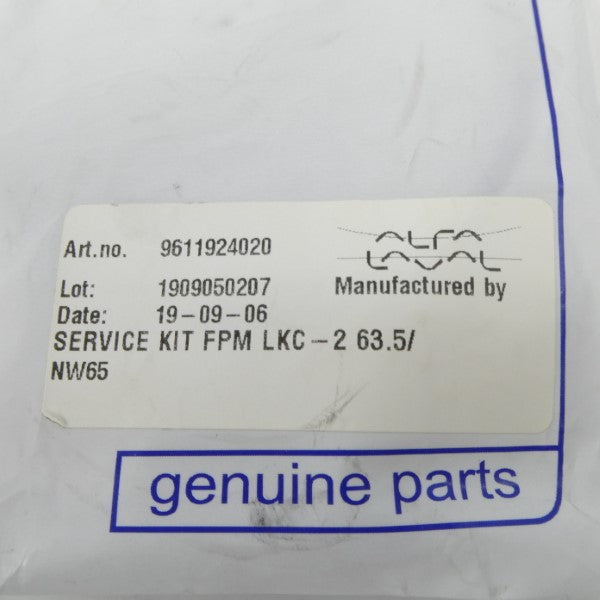 Art.no. 9611924020
ALFA
LAVAL
Lot: 1909050207
Manufactured by
Date: 19-09-06
SERVICE KIT FPM LKC-2 63.5/
NW65
genuine parts